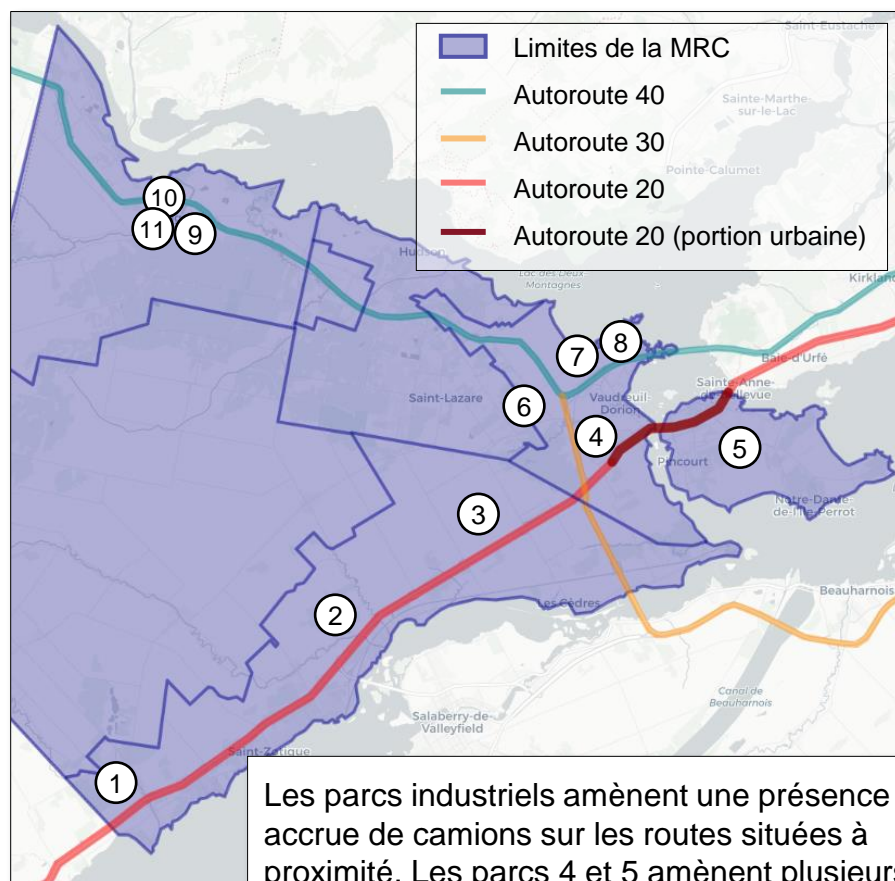 Saint-Eustache
Limites de la MRC
Autoroute 40
Sainte-Marthe-
sur-le-Lac
Autoroute 30
Pointe-Calumet
Autoroute 20
Autoroute 20 (portion urbaine)
10
11
9
Hudson
Lac des Deux-
Montagnes
Kirkland
7
8
Baie-d'Urfé
Sainte-Anne-
de-Bellevue
Saint-Lazare
6
Vaudreuil-
Dorion
4
5
Pincourt
Notre-Dame-
de-l'Île-Perrot
3
2
Les Cèdres
Beauharnois
Canal de
Beauharnois
Salaberry-de-
Valleyfield
Saint-Zotique
1
Les parcs industriels amènent une présence
accrue de camions sur les routes situées à
proximité. Les parcs 4 et 5 amènent plusieurs